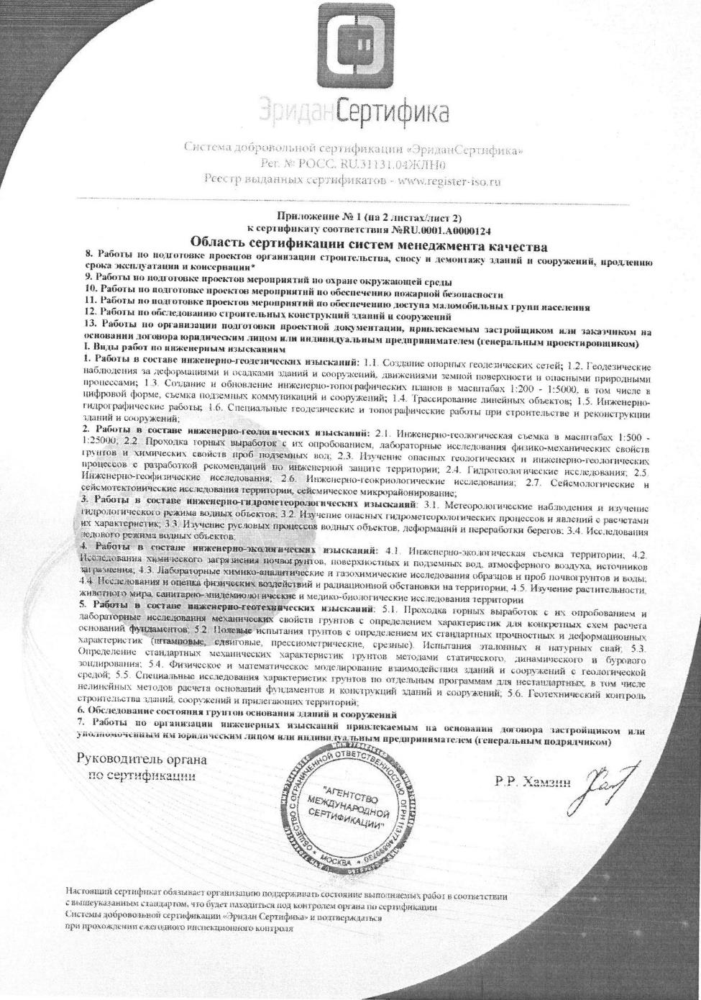 ЭриданСертифика
Система добровольной сертификации «ЭриданСертифика»
Рег. № РОСС. RU.31131.04ЖЛН0
Реестр выданных сертификатов - www.register-iso.ru
Приложение № 1 (на 2 листах/лист 2)
к сертификату соответствия №RU.0001.A0000124
Область сертификации систем менеджмента качества
8. Работы по подготовке проектов организации строительства, сносу и демонтажу зданий и сооружений, продлению
срока эксплуатации и консервации*
9. Работы по подготовке проектов мероприятий по охране окружающей среды
10. Работы по подготовке проектов мероприятий по обеспечению пожарной безопасности
11. Работы по подготовке проектов мероприятий по обеспечению доступа маломобильных групп населения
12. Работы по обследованию строительных конструкций зданий и сооружений
13. Работы по организации подготовки проектной документации, привлекаемым застройщиком или заказчиком на
основании договора юридическим лицом или индивидуальным предпринимателем (генеральным проектировщиком)
I. Виды работ по инженерным изысканиям
1. Работы в составе инженерно-геодезических изысканий: 1.1. Создание опорных геодезических сетей; 1.2. Геодезические
наблюдения за деформациями и осадками зданий и сооружений, движениями земной поверхности и опасными природными
процессами; 1.3. Создание и обновление инженерно-топографических планов в масштабах 1:200 - 1:5000, в том числе в
цифровой форме, съемка подземных коммуникаций и сооружений; 1.4. Трассирование линейных объектов; 1.5. Инженерно-
гидрографические работы; 1.6. Специальные геодезические и топографические работы при строительстве и реконструкции
зданий и сооружений;
2. Работы в составе инженерно-геологических изысканий: 2.1. Инженерно-геологическая съемка в масштабах 1:500 -
1:25000; 2.2. Проходка горных выработок с их опробованием, лабораторные исследования физико-механических свойств
грунтов и химических свойств проб подземных вод; 2.3. Изучение опасных геологических и инженерно-геологических
процессов с разработкой рекомендаций по инженерной защите территории; 2.4. Гидрогеологические исследования; 2.5.
Инженерно-геофизические исследования; 2.6. Инженерно-геокриологические исследования; 2.7. Сейсмологические и
сейсмотектонические исследования территории, сейсмическое микрорайонирование;
3. Работы в составе инженерно-гидрометеорологических изысканий: 3.1. Метеорологические наблюдения и изучение
гидрологического режима водных объектов; 3.2. Изучение опасных гидрометеорологических процессов и явлений с расчетами
их характеристик; 3.3. Изучение русловых процессов водных объектов, деформаций и переработки берегов; 3.4. Исследования
ледового режима водных объектов;
4. Работы в составе инженерно-экологических изысканий: 4.1. Инженерно-экологическая съемка территории; 4.2.
Исследования химического загрязнения почвогрунтов, поверхностных и подземных вод, атмосферного воздуха, источников
загрязнения; 4.3. Лабораторные химико-аналитические и газохимические исследования образцов и проб почвогрунтов и воды;
4.4. Исследования и оценка физических воздействий и радиационной обстановки на территории; 4.5. Изучение растительности,
животного мира, санитарно-эпидемиологические и медико-биологические исследования территории
5. Работы в составе инженерно-геотехнических изысканий: 5.1. Проходка горных выработок с их опробованием и
лабораторные исследования механических свойств грунтов с определением характеристик для конкретных схем расчета
оснований фундаментов; 5.2. Полевые испытания грунтов с определением их стандартных прочностных и деформационных
характеристик (штамповые, сдвиговые, прессиометрические, срезные). Испытания эталонных и натурных свай; 5.3.
Определение стандартных механических характеристик грунтов методами статического, динамического и бурового
зондирования; 5.4. Физическое и математическое моделирование взаимодействия зданий и сооружений с геологической
средой; 5.5. Специальные исследования характеристик грунтов по отдельным программам для нестандартных, в том числе
нелинейных методов расчета оснований фундаментов и конструкций зданий и сооружений; 5.6. Геотехнический контроль
строительства зданий, сооружений и прилегающих территорий;
6. Обследование состояния грунтов основания зданий и сооружений
7. Работы по организации инженерных изысканий привлекаемым на основании договора застройщиком или
уполномоченным им юридическим лицом или индивидуальным предпринимателем (генеральным подрядчиком)
Руководитель органа
по сертификации
Р.Р. Хамзин
ОБЩЕСТВО С ОГРАНИЧЕННОЙ ОТВЕТСТВЕННОСТЬЮ ОГРН 1137746899730
* МОСКВА *
"АГЕНТСТВО
МЕЖДУНАРОДНОЙ
СЕРТИФИКАЦИИ"
Настоящий сертификат обязывает организацию поддерживать состояние выполняемых работ в соответствии
с вышеуказанным стандартом, что будет находиться под контролем органа по сертификации
Системы добровольной сертификации «Эридан Сертифика» и подтверждаться
при прохождении ежегодного инспекционного контроля